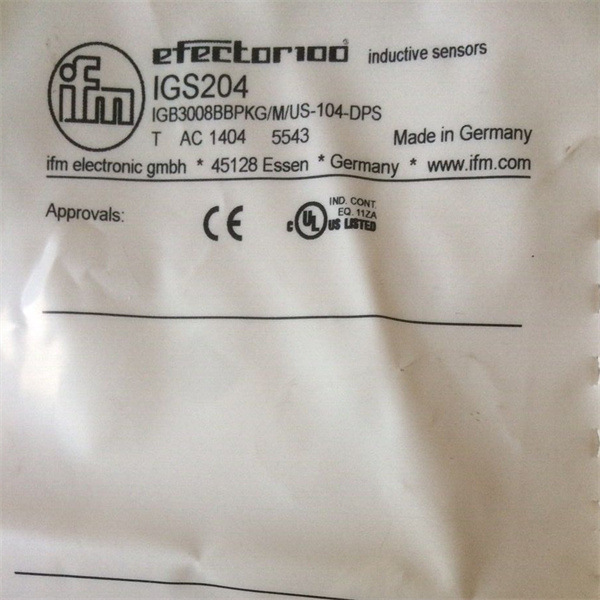 ifm efector100® inductive sensors
IGS204
IGB3008BBPKG/M/US-104-DPS
T AC 1404 5543 Made in Germany
ifm electronic gmbh * 45128 Essen * Germany * www.ifm.com
Approvals: CE c UL US LISTED
IND. CONT.
EQ. 11ZA